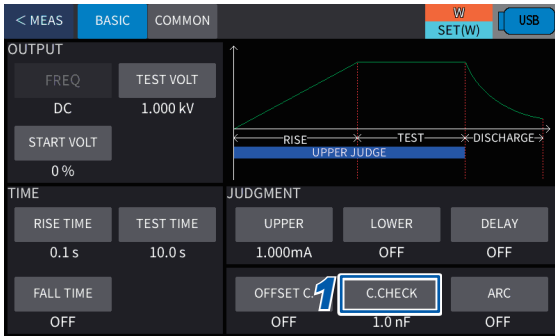 < MEAS BASIC COMMON W SET(W) USB
OUTPUT
FREQ TEST VOLT
DC 1.000 kV
START VOLT
0 %
RISE TEST DISCHARGE
UPPER JUDGE
TIME
RISE TIME TEST TIME
0.1 s 10.0 s
FALL TIME
OFF
JUDGMENT
UPPER LOWER DELAY
1.000mA OFF OFF
OFFSET C. 1 C.CHECK ARC
OFF 1.0 nF OFF